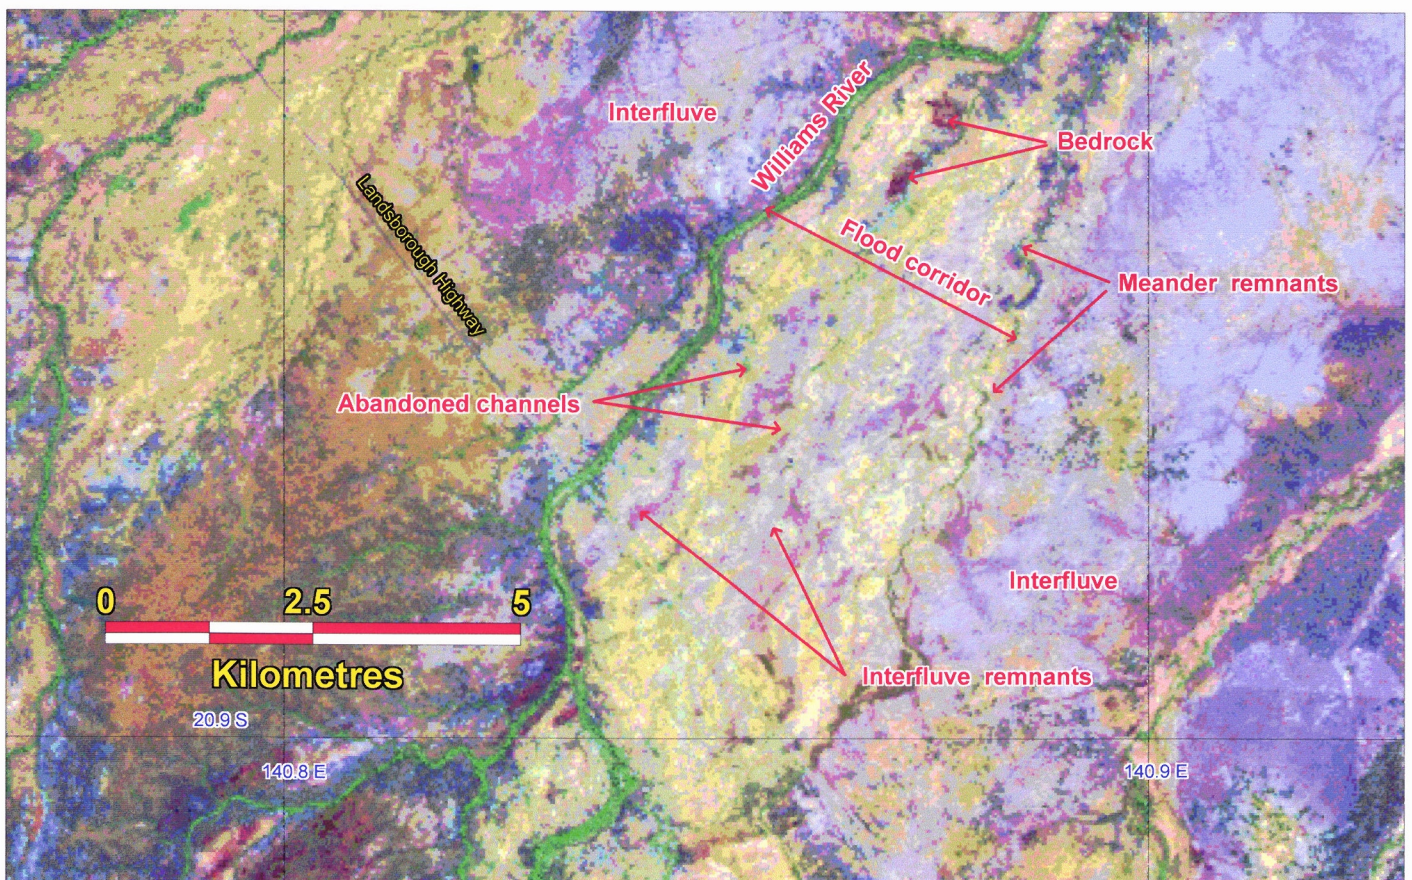 Interfluve
Williams River
Bedrock
Landsborough Highway
Flood corridor
Meander remnants
Abandoned channels
Interfluve
0 2.5 5
Kilometres
Interfluve remnants
20.9 S
140.8 E
140.9 E